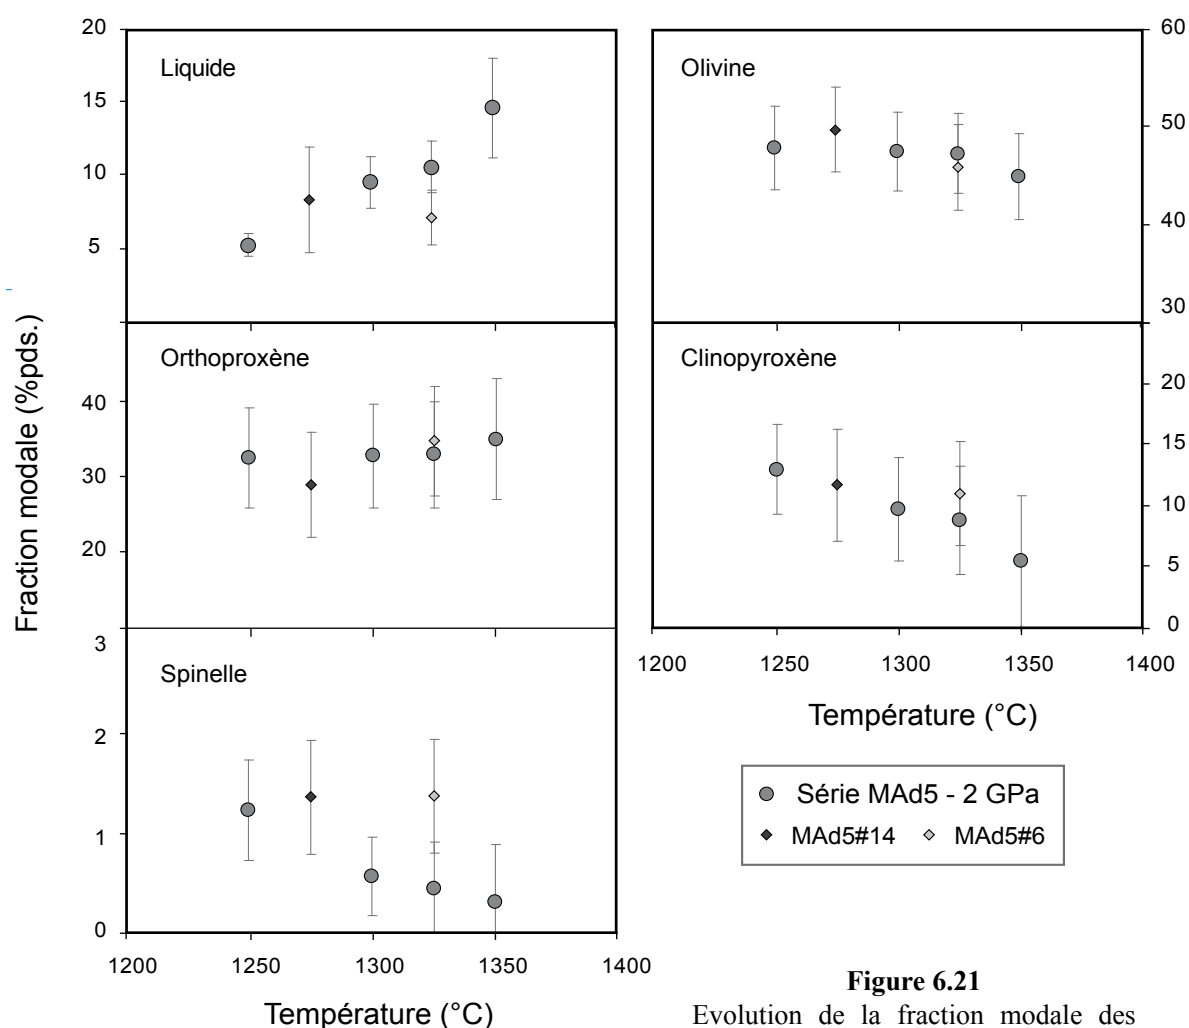 20
15
10
5
Liquide
Olivine
60
50
40
30
Fraction modale (%pds.)
Orthoproxène
40
30
20
Clinopyroxène
20
15
10
5
0
1200 1250 1300 1350 1400
Température (°C)
3
2
1
0
Spinelle
1200 1250 1300 1350 1400
Température (°C)
Série MAd5 - 2 GPa
MAd5#14 MAd5#6
Figure 6.21
Evolution de la fraction modale des